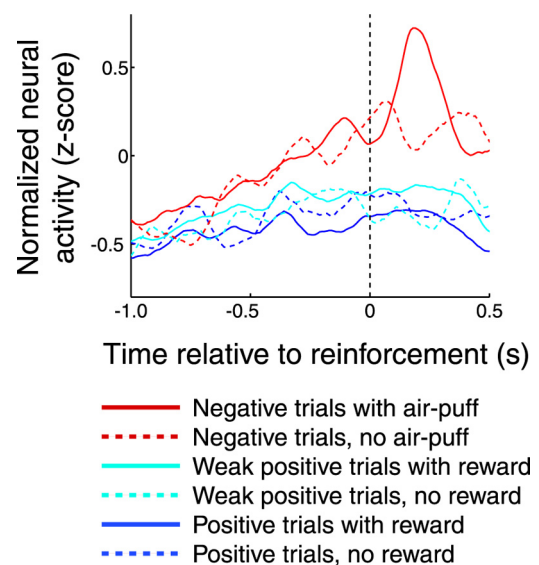 Normalized neural
activity (z-score)
0.5
0
-0.5
-1.0 -0.5 0 0.5
Time relative to reinforcement (s)
Negative trials with air-puff
Negative trials, no air-puff
Weak positive trials with reward
Weak positive trials, no reward
Positive trials with reward
Positive trials, no reward